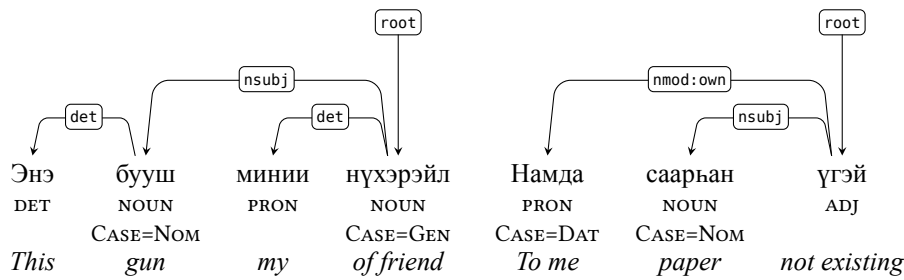 root root
nsubj nmod:own
det det nsubj
Энэ бууш минии нүхэрэйл Намда саарһан үгэй
DET NOUN PRON NOUN PRON NOUN ADJ
CASE=NOM CASE=GEN CASE=DAT CASE=NOM
This gun my of friend To me paper not existing